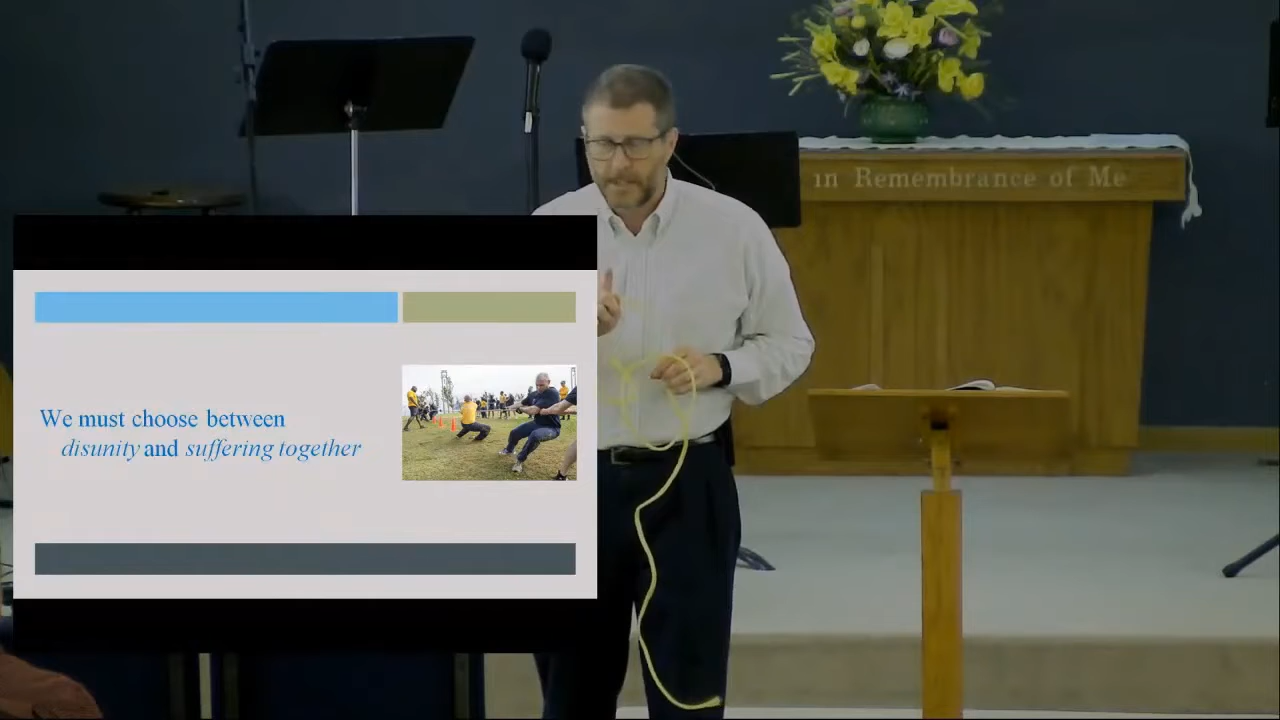 in Remembrance of Me
We must choose between
disunity and suffering together